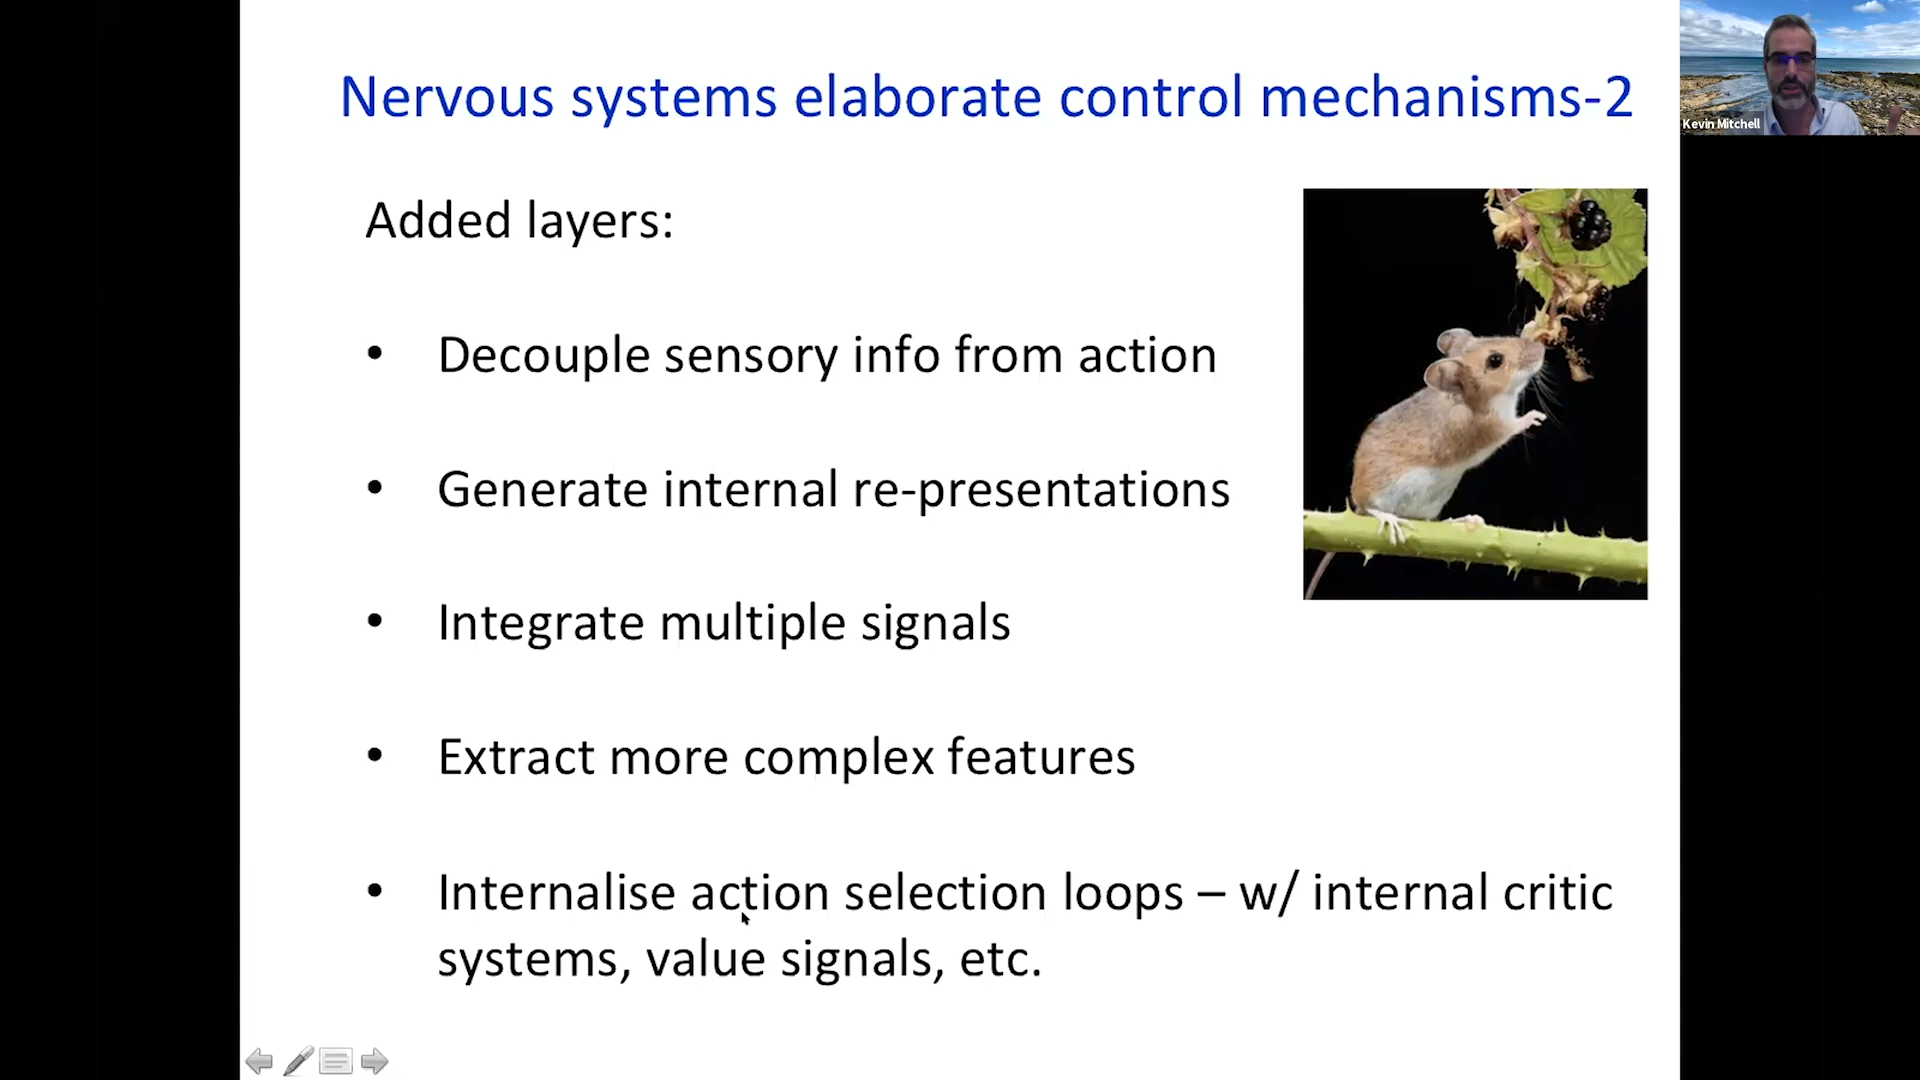 Nervous systems elaborate control mechanisms-2
Kevin Mitchell
Added layers:
• Decouple sensory info from action
• Generate internal re-presentations
• Integrate multiple signals
• Extract more complex features
• Internalise action selection loops – w/ internal critic
systems, value signals, etc.